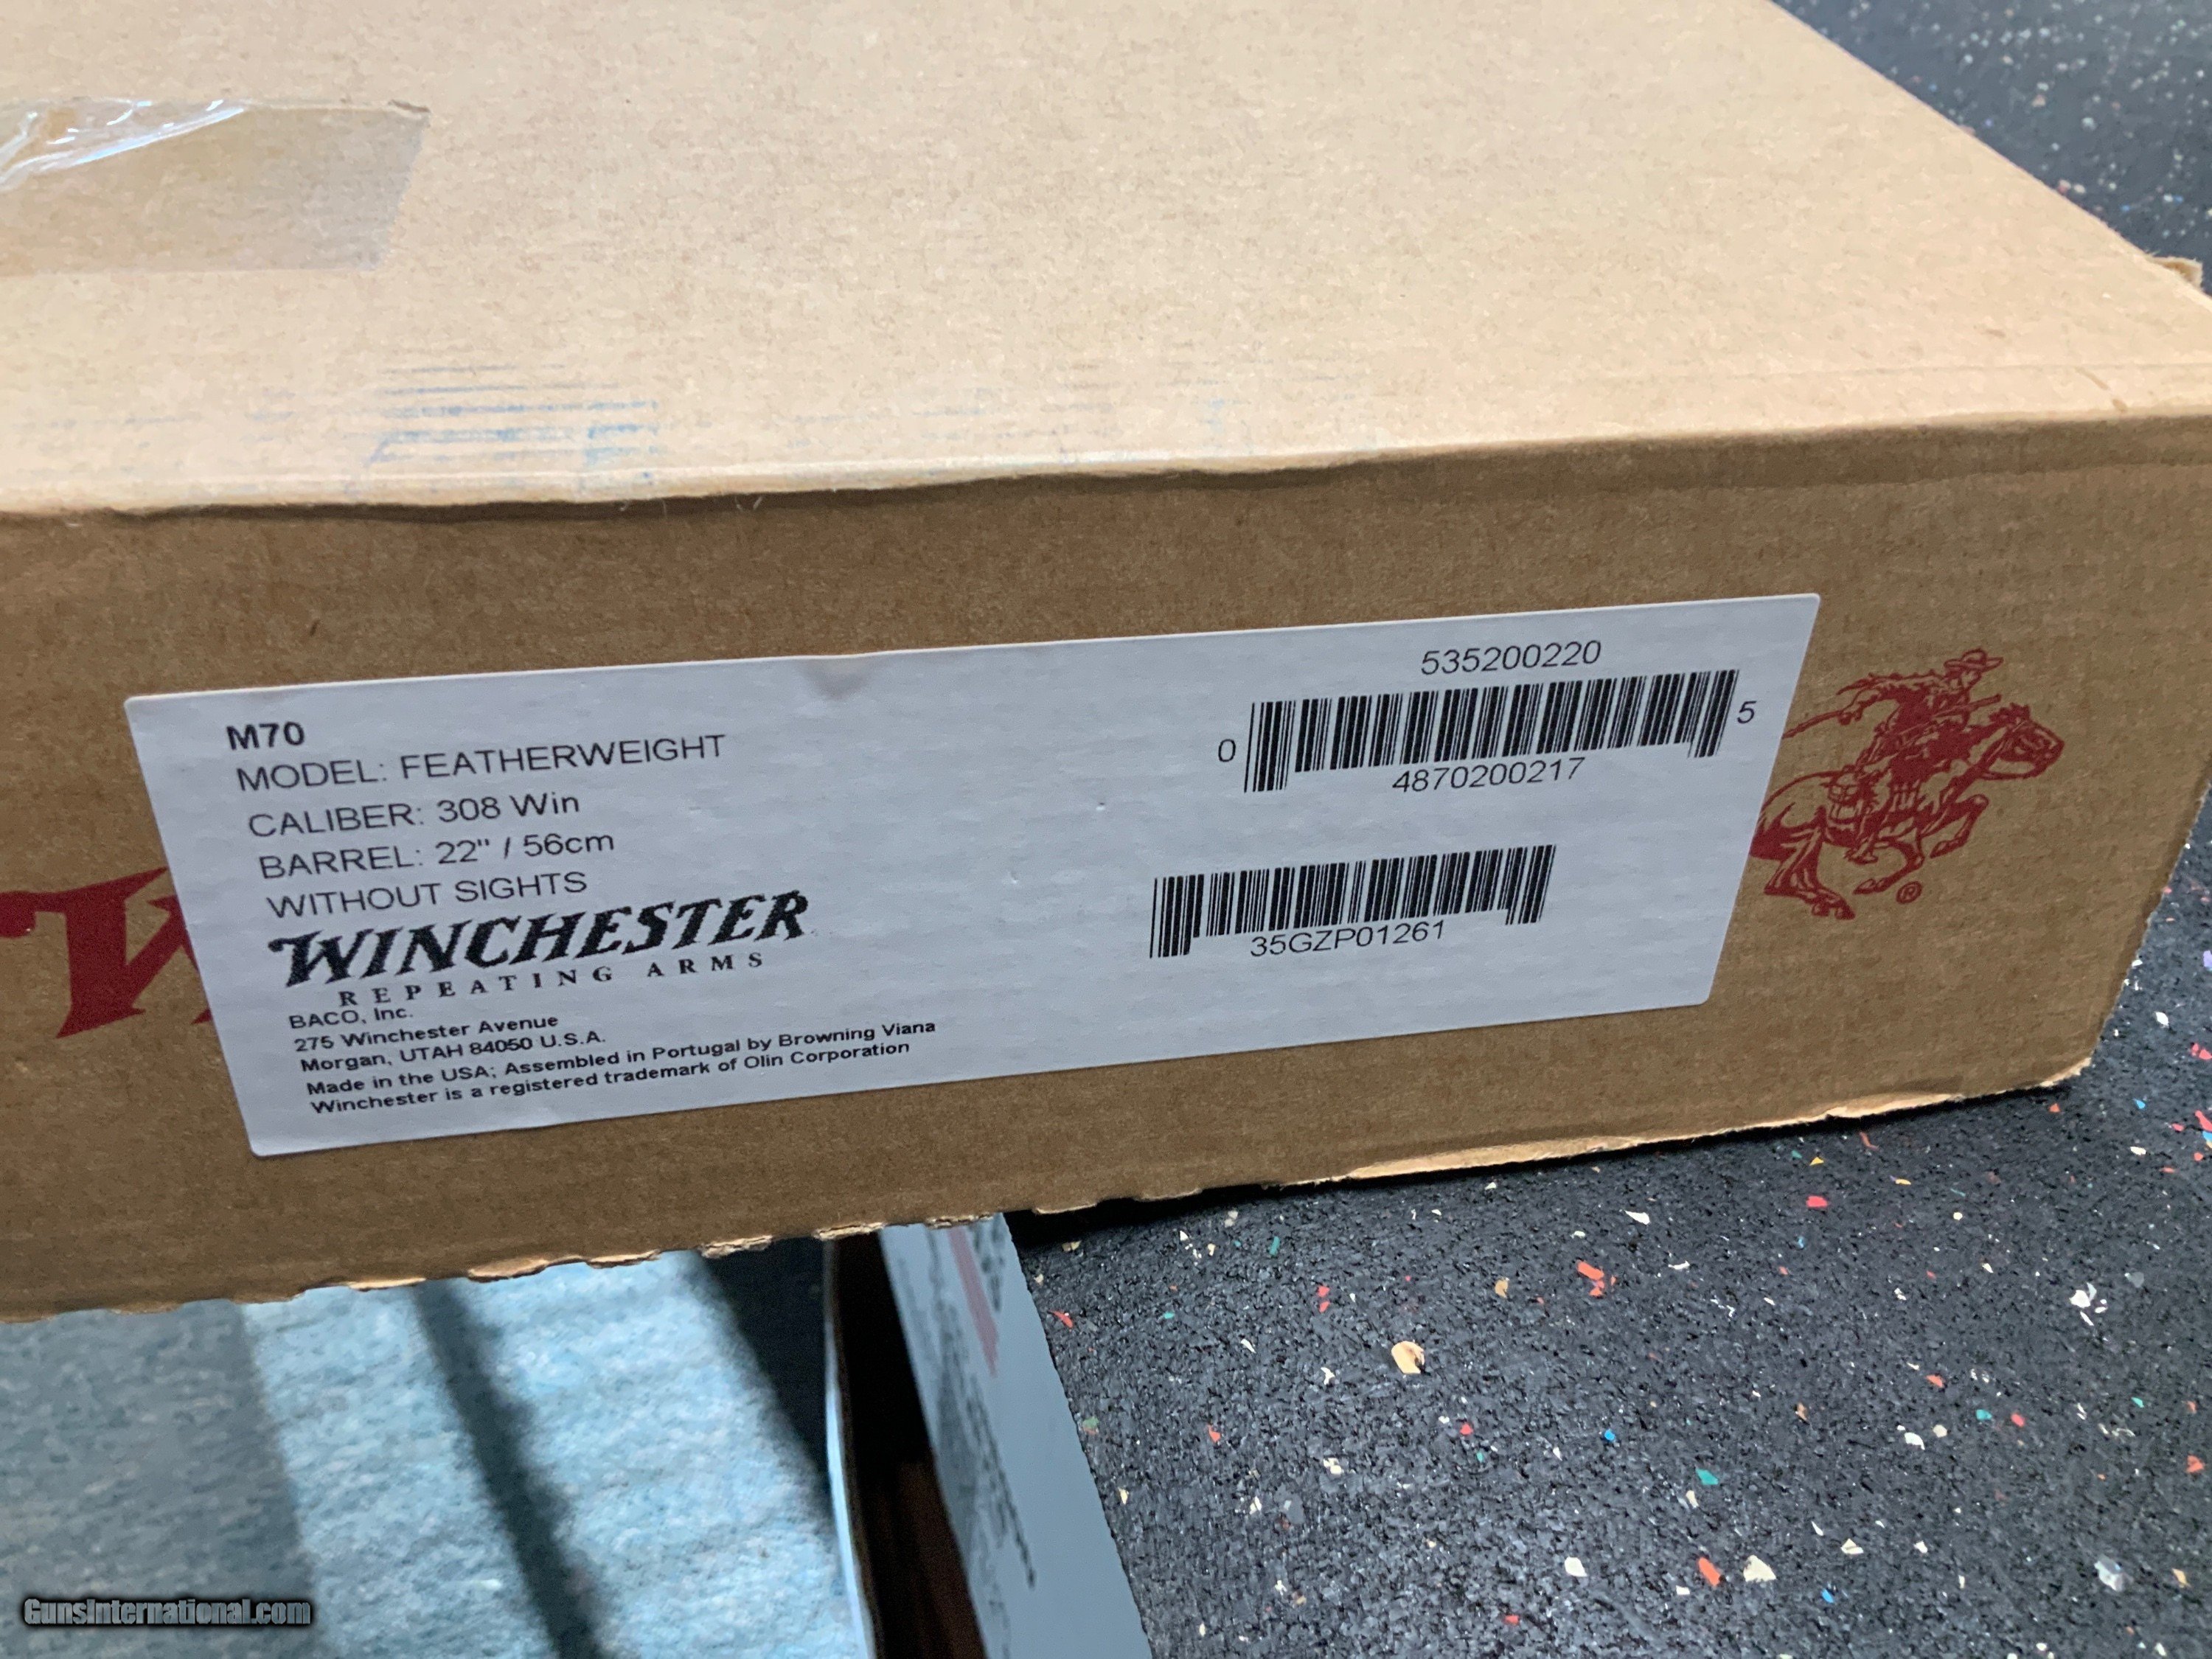 M70
MODEL: FEATHERWEIGHT
CALIBER: 308 Win
BARREL: 22" / 56cm
WITHOUT SIGHTS
WINCHESTER
REPEATING ARMS
BACO, Inc.
275 Winchester Avenue
Morgan, UTAH 84050 U.S.A.
Made in the USA; Assembled in Portugal by Browning Viana
Winchester is a registered trademark of Olin Corporation
535200220
0 4870200217 5
35GZP01261
W
®
GunsInternational.com